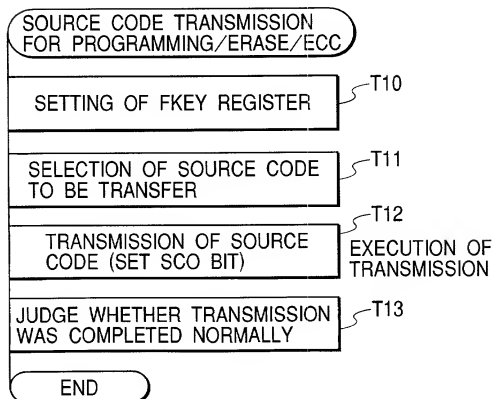 SOURCE CODE TRANSMISSION
FOR PROGRAMMING/ERASE/ECC
SETTING OF FKEY REGISTER
T10
SELECTION OF SOURCE CODE
TO BE TRANSFER
T11
TRANSMISSION OF SOURCE
CODE (SET SCO BIT)
T12
EXECUTION OF
TRANSMISSION
JUDGE WHETHER TRANSMISSION
WAS COMPLETED NORMALLY
T13
END